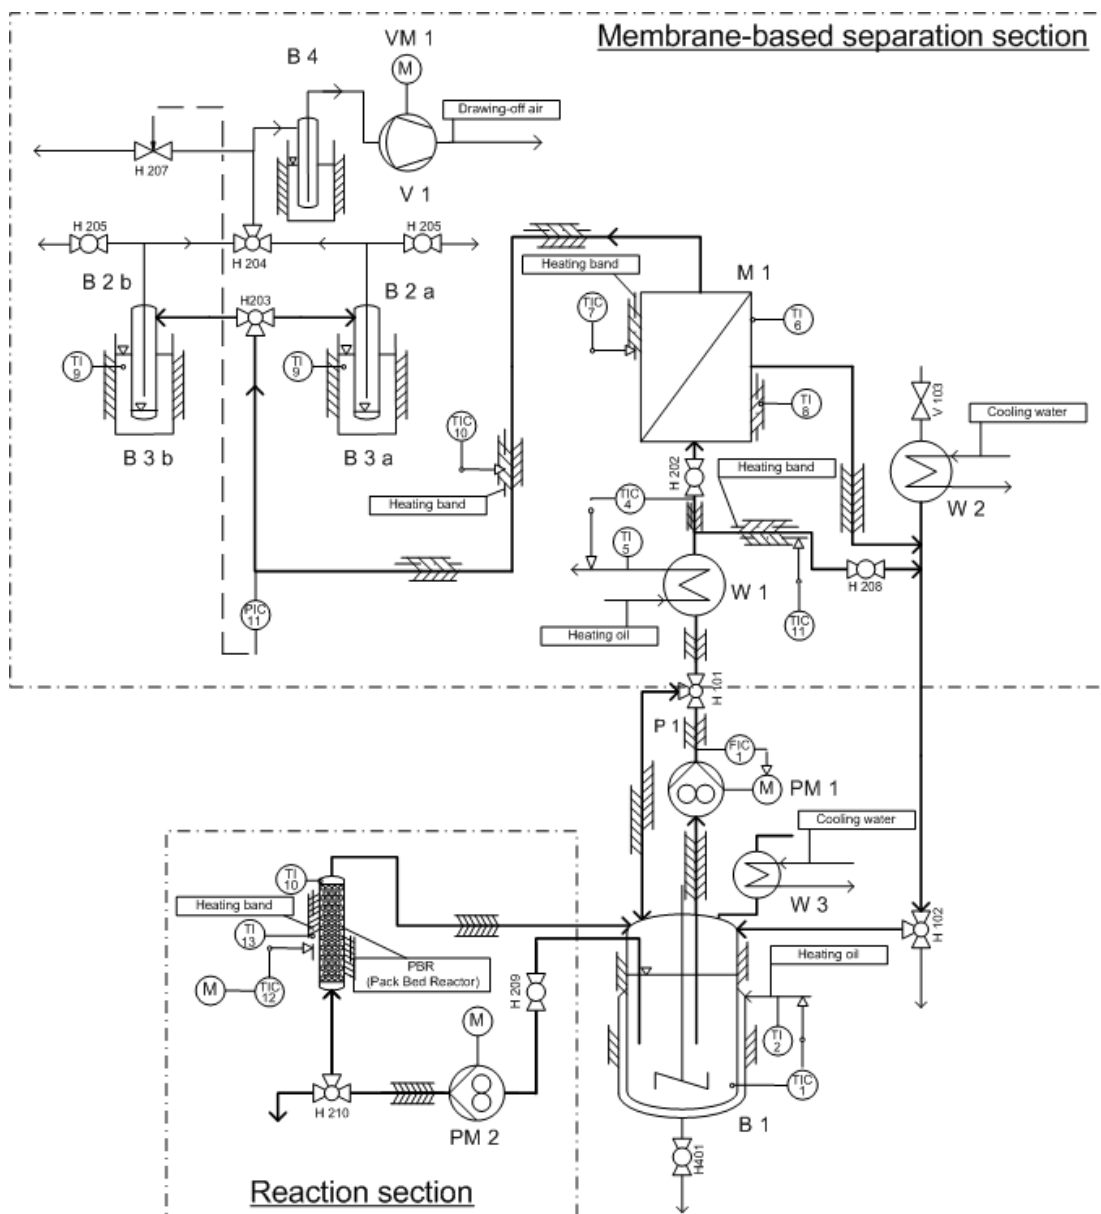 Membrane-based separation section
VM 1
B 4
M
Drawing-off air
H 207
V 1
H 205
H 205
H 204
B 2 b
B 2 a
H203
Heating band
M 1
TIC
7
TI
6
TI
9
TI
9
V 103
Cooling water
TI
8
TIC
10
B 3 b
B 3 a
H 202
Heating band
W 2
Heating band
TIC
4
TI
5
W 1
H 208
PIC
11
TIC
11
Heating oil
H 101
P 1
FIC
1
M
PM 1
Cooling water
W 3
TI
10
Heating band
TI
13
H 102
Heating oil
PBR
(Pack Bed Reactor)
M
TIC
12
H 209
M
TI
2
TIC
1
H 210
PM 2
B 1
H401
Reaction section